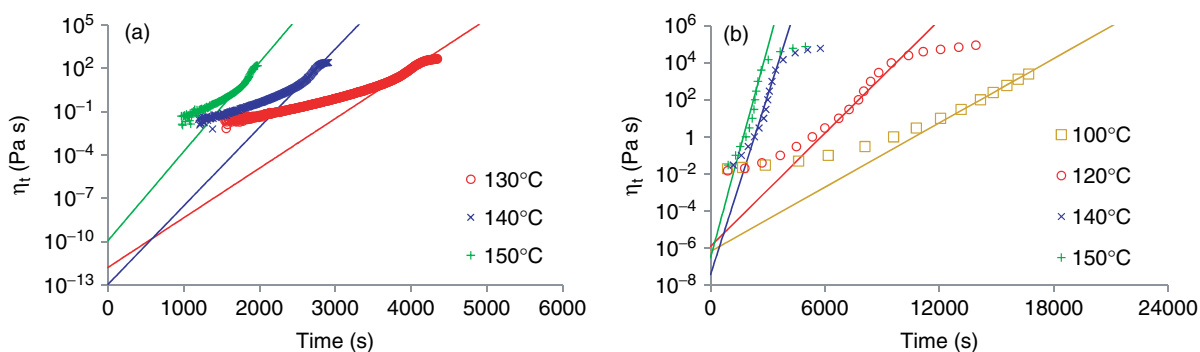 (a)
η_t (Pa s)
10^5
10^2
10^−1
10^−4
10^−7
10^−10
10^−13
130°C
140°C
150°C
0 1000 2000 3000 4000 5000 6000
Time (s)
(b)
η_t (Pa s)
10^6
10^4
10^2
1
10^−2
10^−4
10^−6
10^−8
100°C
120°C
140°C
150°C
0 6000 12000 18000 24000
Time (s)